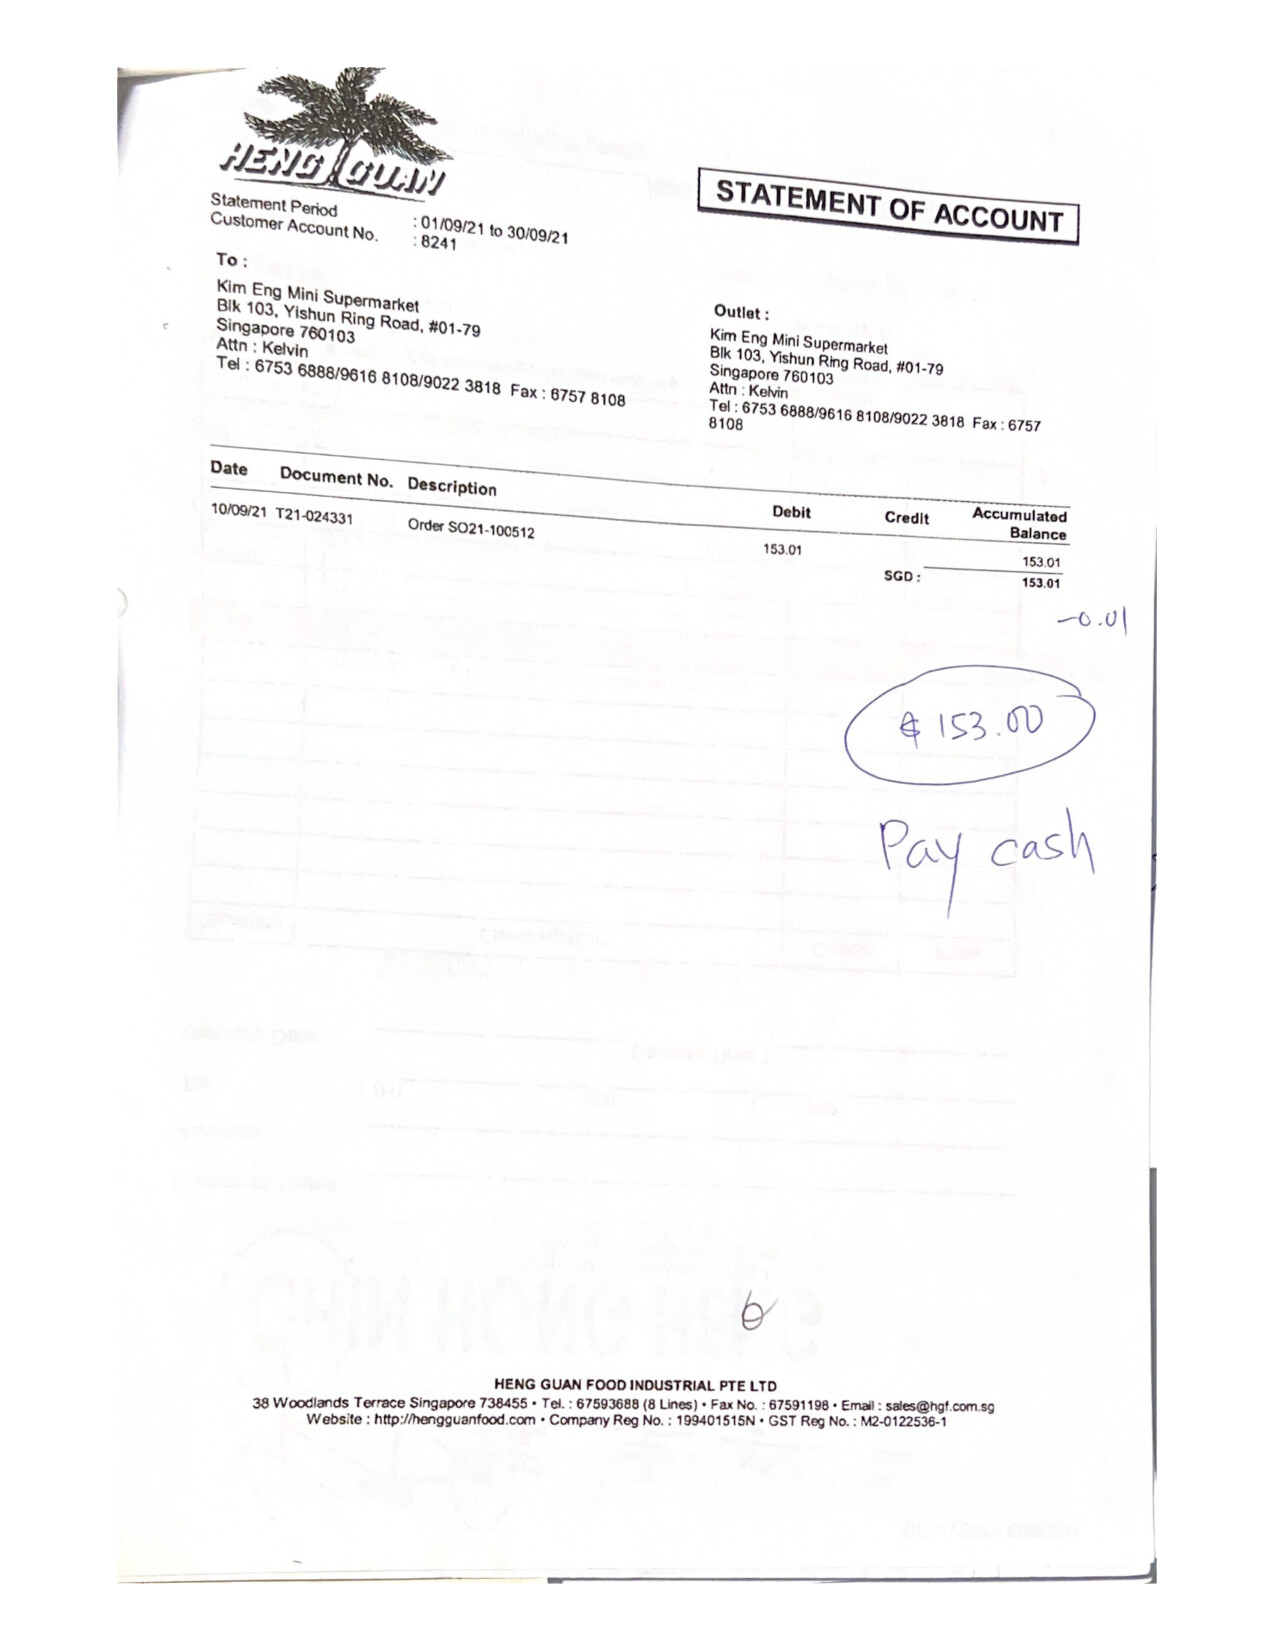 HENG GUAN
STATEMENT OF ACCOUNT
Statement Period : 01/09/21 to 30/09/21
Customer Account No. : 8241
To :
Kim Eng Mini Supermarket
Blk 103, Yishun Ring Road, #01-79
Singapore 760103
Attn : Kelvin
Tel : 6753 6888/9616 8108/9022 3818 Fax : 6757 8108
Outlet :
Kim Eng Mini Supermarket
Blk 103, Yishun Ring Road, #01-79
Singapore 760103
Attn : Kelvin
Tel : 6753 6888/9616 8108/9022 3818 Fax : 6757
8108
Date Document No. Description Debit Credit Accumulated
Balance
10/09/21 T21-024331 Order SO21-100512 153.01 153.01
SGD : 153.01
-0.01
$ 153.00
Pay cash
6
HENG GUAN FOOD INDUSTRIAL PTE LTD
38 Woodlands Terrace Singapore 738455 • Tel. : 67593688 (8 Lines) • Fax No. : 67591198 • Email : sales@hgf.com.sg
Website : http://hengguanfood.com • Company Reg No. : 199401515N • GST Reg No. : M2-0122536-1